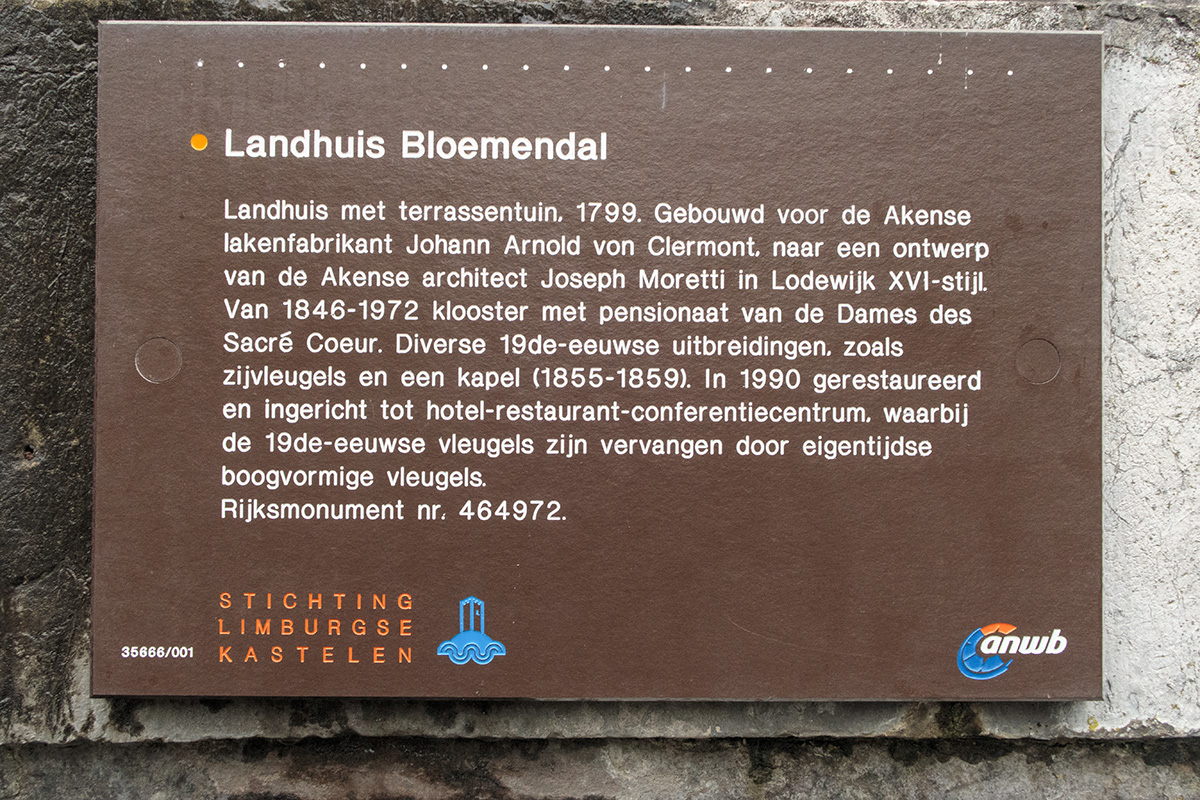 Landhuis Bloemendal
Landhuis met terrassentuin, 1799. Gebouwd voor de Akense
lakenfabrikant Johann Arnold von Clermont, naar een ontwerp
van de Akense architect Joseph Moretti in Lodewijk XVI-stijl.
Van 1846-1972 klooster met pensionaat van de Dames des
Sacré Coeur. Diverse 19de-eeuwse uitbreidingen, zoals
zijvleugels en een kapel (1855-1859). In 1990 gerestaureerd
en ingericht tot hotel-restaurant-conferentiecentrum, waarbij
de 19de-eeuwse vleugels zijn vervangen door eigentijdse
boogvormige vleugels.
Rijksmonument nr. 464972.
STICHTING
LIMBURGSE
KASTELEN
35666/001
anwb